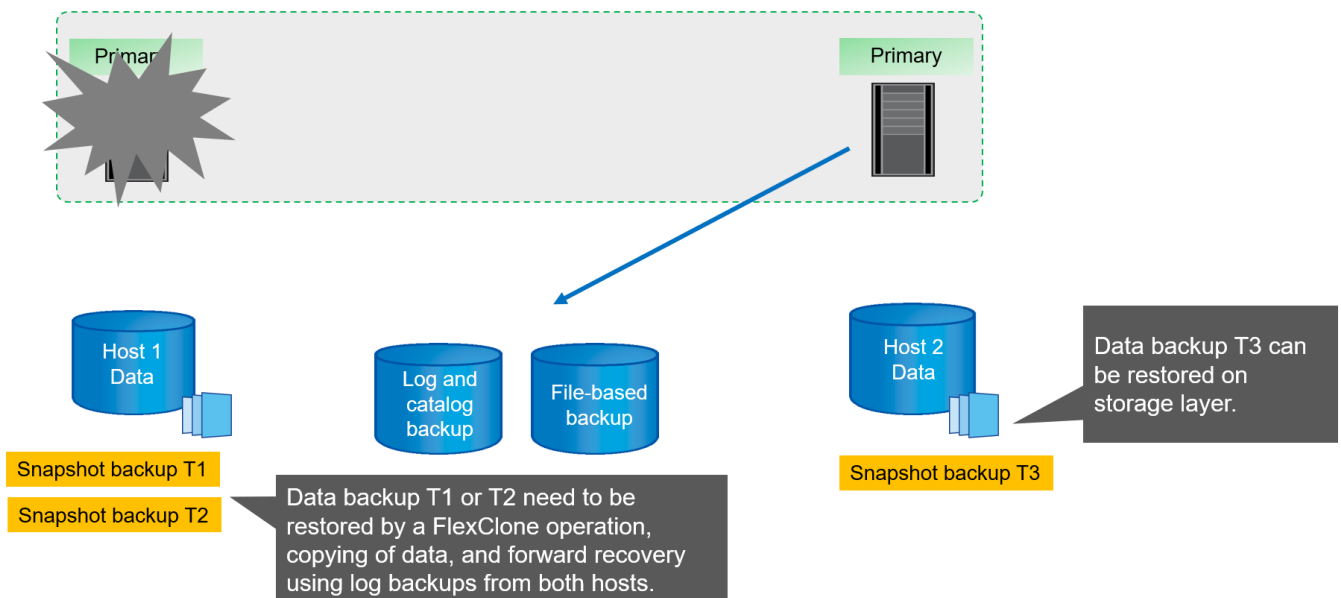 Primary
Primary
Host 1
Data
Log and
catalog
backup
File-based
backup
Host 2
Data
Data backup T3 can
be restored on
storage layer.
Snapshot backup T1
Snapshot backup T2
Snapshot backup T3
Data backup T1 or T2 need to be
restored by a FlexClone operation,
copying of data, and forward recovery
using log backups from both hosts.